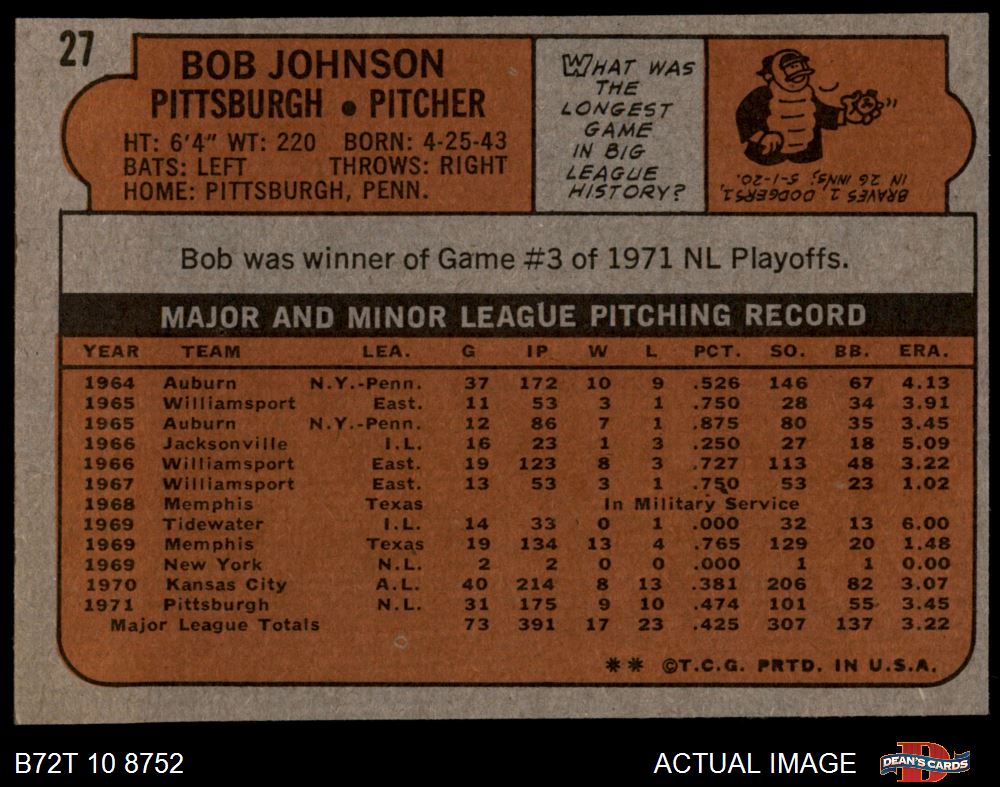 27
BOB JOHNSON
PITTSBURGH • PITCHER
HT: 6'4" WT: 220 BORN: 4-25-43
BATS: LEFT THROWS: RIGHT
HOME: PITTSBURGH, PENN.
WHAT WAS
THE
LONGEST
GAME
IN BIG
LEAGUE
HISTORY?
BRAVES 1, DODGERS 1,
IN 26 INNS; 5-1-20.
Bob was winner of Game #3 of 1971 NL Playoffs.
MAJOR AND MINOR LEAGUE PITCHING RECORD
YEAR TEAM LEA. G IP W L PCT. SO. BB. ERA.
1964 Auburn N.Y.-Penn. 37 172 10 9 .526 146 67 4.13
1965 Williamsport East. 11 53 3 1 .750 28 34 3.91
1965 Auburn N.Y.-Penn. 12 86 7 1 .875 80 35 3.45
1966 Jacksonville I.L. 16 23 1 3 .250 27 18 5.09
1966 Williamsport East. 19 123 8 3 .727 113 48 3.22
1967 Williamsport East. 13 53 3 1 .750 53 23 1.02
1968 Memphis Texas In Military Service
1969 Tidewater I.L. 14 33 0 1 .000 32 13 6.00
1969 Memphis Texas 19 134 13 4 .765 129 20 1.48
1969 New York N.L. 2 2 0 0 .000 1 1 0.00
1970 Kansas City A.L. 40 214 8 13 .381 206 82 3.07
1971 Pittsburgh N.L. 31 175 9 10 .474 101 55 3.45
Major League Totals 73 391 17 23 .425 307 137 3.22
** ©T.C.G. PRTD. IN U.S.A.
B72T 10 8752
ACTUAL IMAGE
DEAN'S CARDS